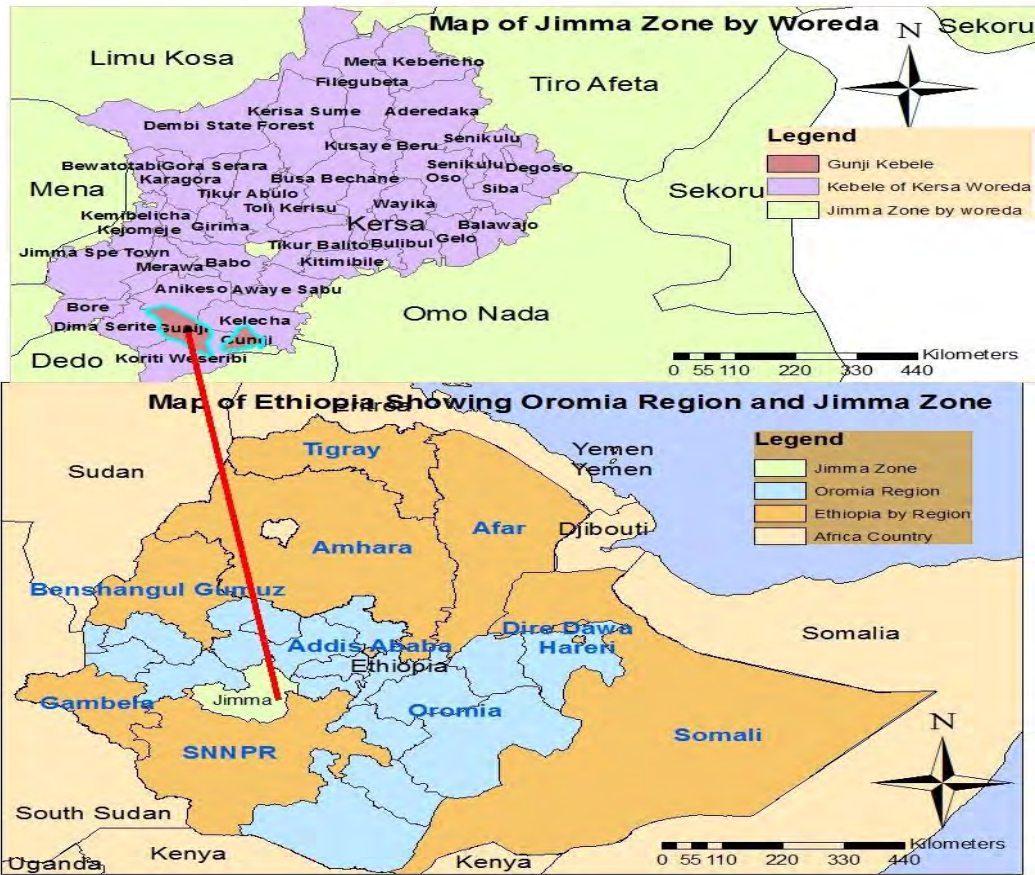 Map of Jimma Zone by Woreda
N
Sekoru
Limu Kosa
Mera Kebericho
Filegubeta
Tiro Afeta
Kerisa Sume
Aderedaka
Dembi State Forest
Legend
Kusaye Beru
Senikulu
Gunji Kebele
Bewatotabi
Gora Serara
Senikulu
Degoso
Karagora
Busa Bechane
Oso
Mena
Siba
Sekoru
Kebele of Kersa Woreda
Tikur Abulo
Toli Kerisu
Wayika
Jimma Zone by woreda
Kemibelicha
Kersa
Kejomeje
Girima
Balawajo
Tikur Balito
Bulibul
Gelo
Jimma Spe Town
Merawa
Babo
Kitimibile
Anikeso
Awaye Sabu
Bore
Omo Nada
Kelecha
Dima Serite
Gunji
Gunji
Dedo
Koriti Weseribi
Kilometers
0 55 110 220 330 440
Map of Ethiopia Showing Oromia Region and Jimma Zone
Eritrea
Sudan
Tigray
Yemen
Yemen
Legend
Jimma Zone
Oromia Region
Ethiopia by Region
Africa Country
Afar
Djibouti
Amhara
Benshangul Gumuz
Dire Dawa
Somalia
Addis Ababa
Hareri
Ethiopia
Gambela
Jimma
Oromia
Somali
SNNPR
N
South Sudan
Kilometers
Kenya
Kenya
Uganda
0 55 110 220 330 440